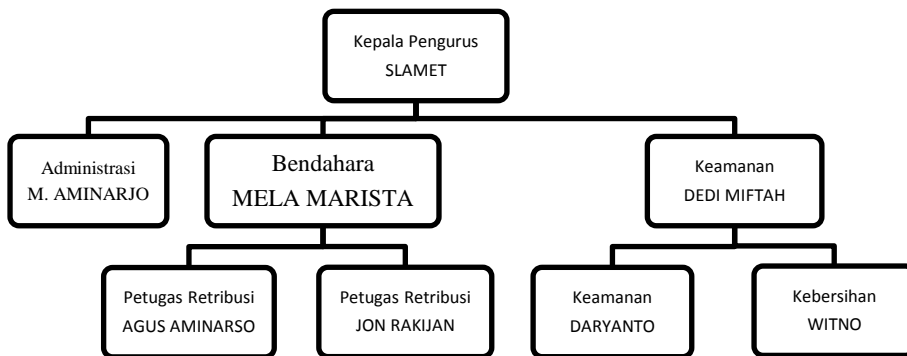 Kepala Pengurus
SLAMET
Administrasi
M. AMINARJO
Bendahara
MELA MARISTA
Keamanan
DEDI MIFTAH
Petugas Retribusi
AGUS AMINARSO
Petugas Retribusi
JON RAKIJAN
Keamanan
DARYANTO
Kebersihan
WITNO